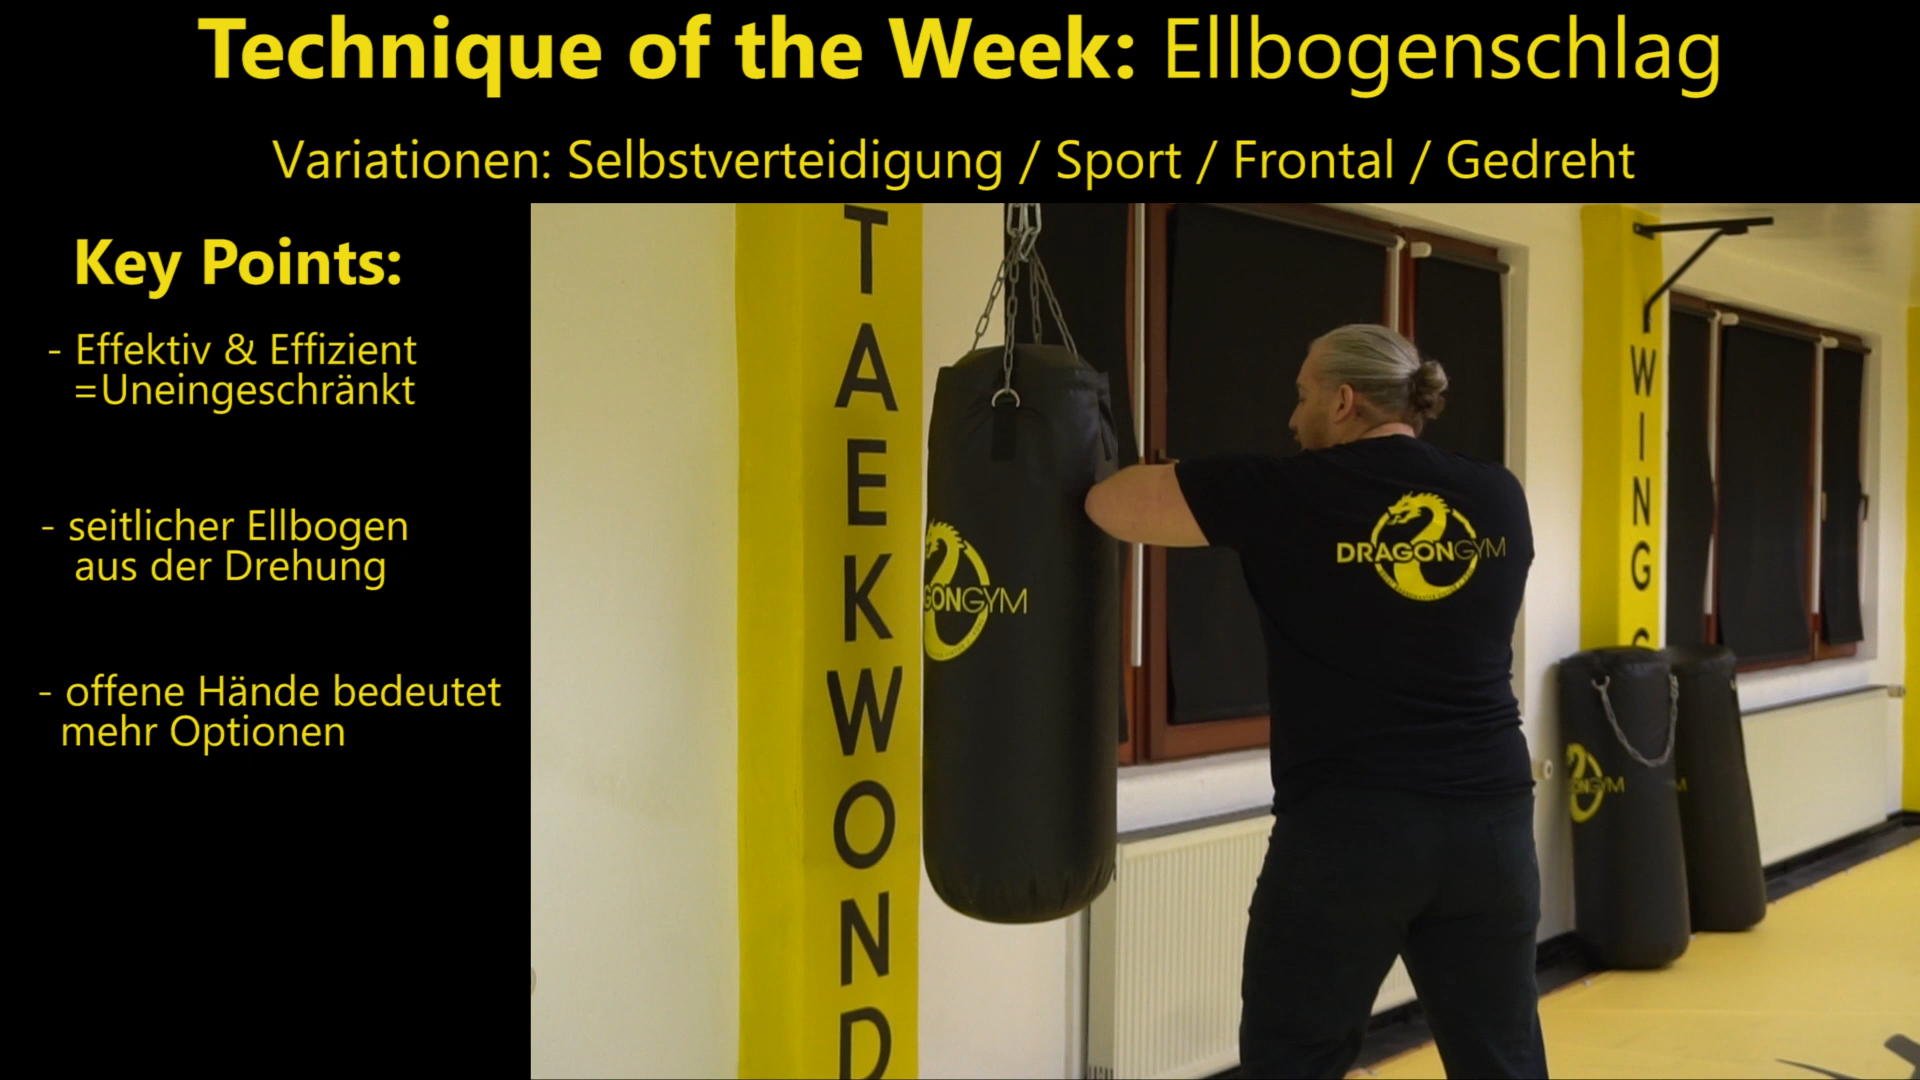 Technique of the Week: Ellbogenschlag
Variationen: Selbstverteidigung / Sport / Frontal / Gedreht
Key Points:
- Effektiv & Effizient
=Uneingeschränkt
- seitlicher Ellbogen
aus der Drehung
- offene Hände bedeutet
mehr Optionen
TAEKWOND
GONGYM
DRAGONGYM
WING
GONGYM